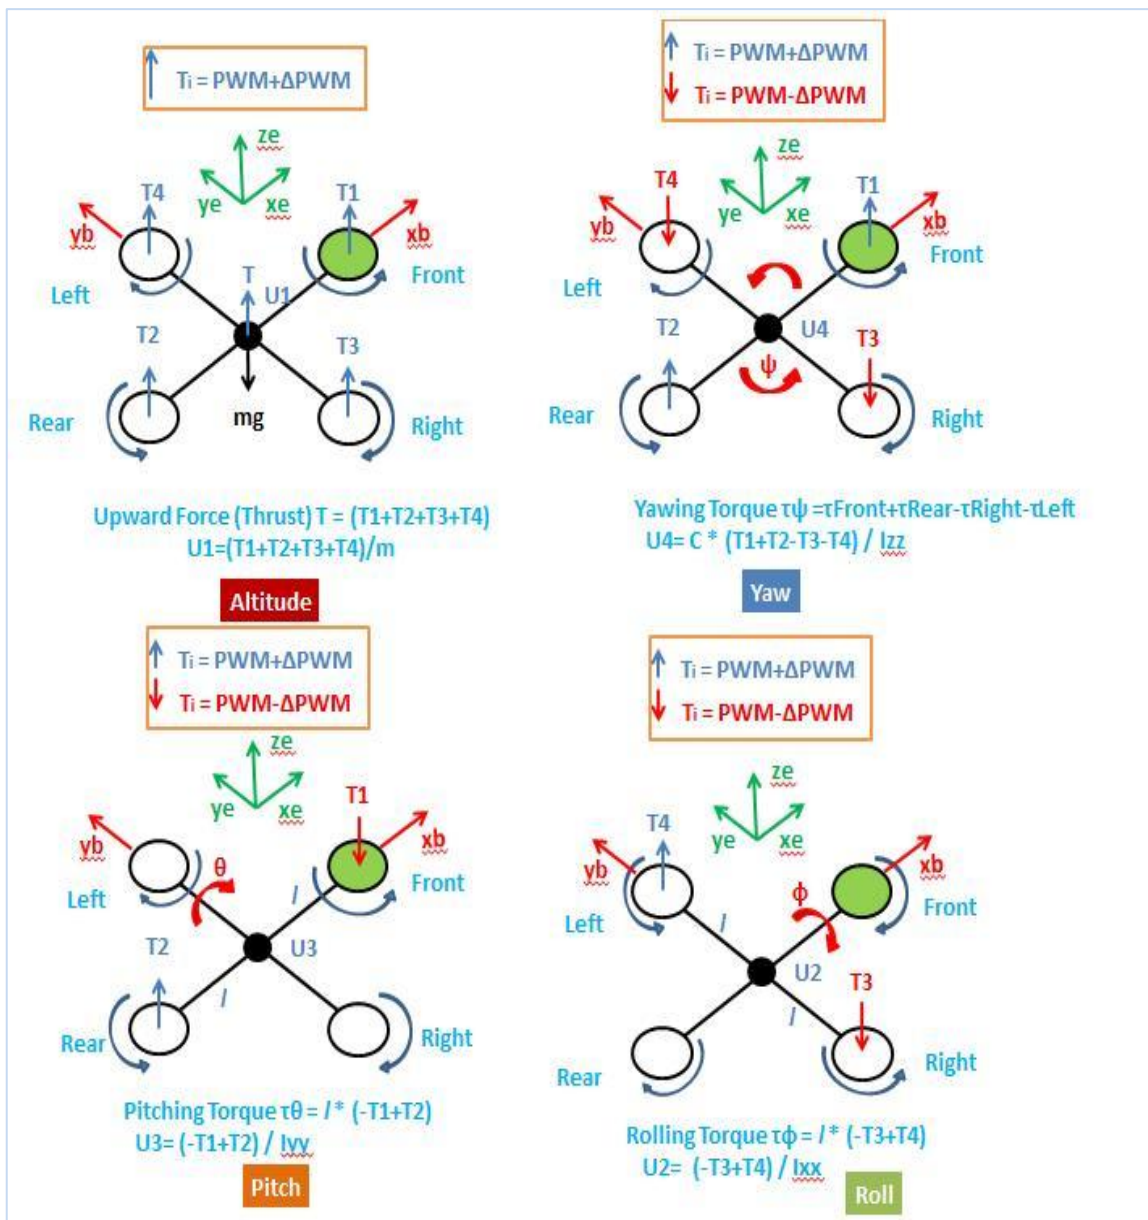 Ti = PWM+ΔPWM
ze
T4
T1
ye
xe
yb
xb
Left
T
U1
Front
T2
T3
Rear
mg
Right
Upward Force (Thrust) T = (T1+T2+T3+T4)
U1=(T1+T2+T3+T4)/m
Altitude
Ti = PWM+ΔPWM
Ti = PWM-ΔPWM
ze
T4
T1
ye
xe
yb
xb
Left
Front
T2
U4
T3
ψ
Rear
Right
Yawing Torque τψ =τFront+τRear-τRight-τLeft
U4= C * (T1+T2-T3-T4) / Izz
Yaw
Ti = PWM+ΔPWM
Ti = PWM-ΔPWM
ze
T1
ye
xe
yb
xb
θ
Left
l
Front
T2
U3
l
Rear
Right
Pitching Torque τθ = l * (-T1+T2)
U3= (-T1+T2) / Iyy
Pitch
Ti = PWM+ΔPWM
Ti = PWM-ΔPWM
ze
T4
ye
xe
yb
xb
ϕ
Left
l
Front
U2
T3
l
Rear
Right
Rolling Torque τϕ = l * (-T3+T4)
U2= (-T3+T4) / Ixx
Roll